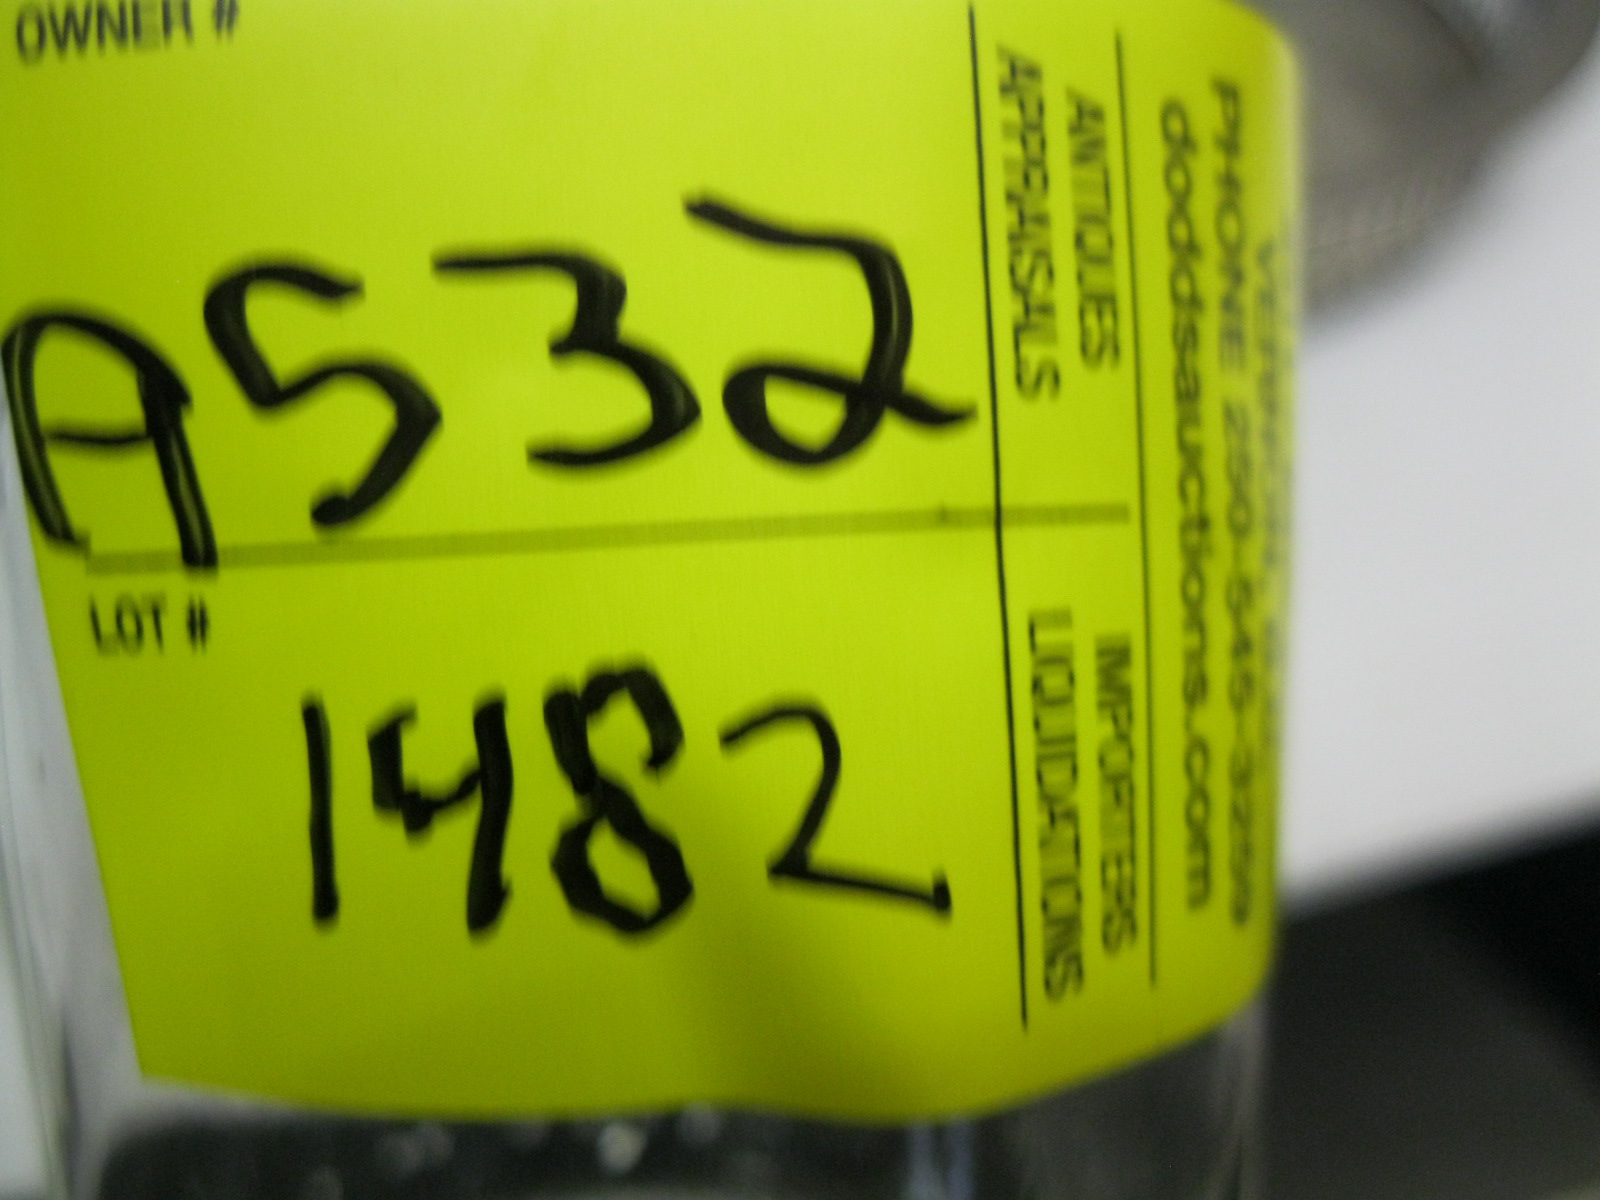 OWNER #
A532
LOT #
1482
ANTIQUES
APPRAISALS
IMPORTERS
LIQUIDATIONS
doddsauctions.com
PHONE 250-545-3259